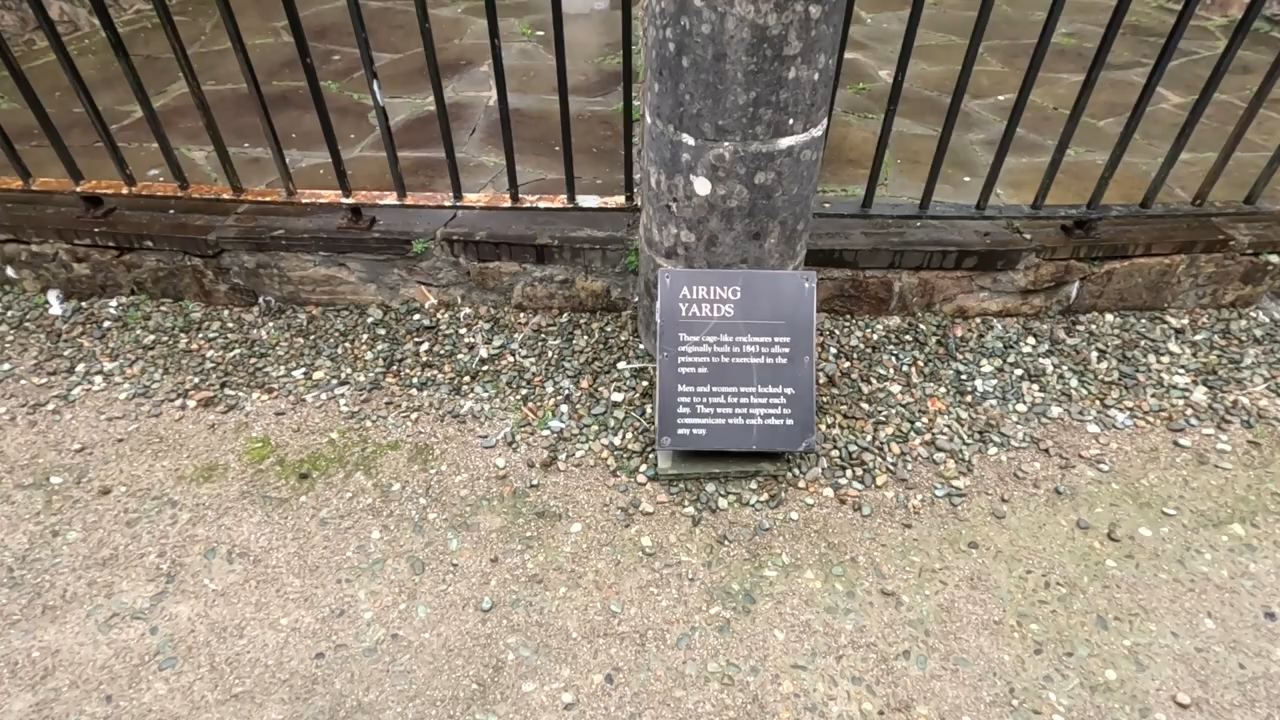 AIRING
YARDS
These cage-like enclosures were
originally built in 1843 to allow
prisoners to be exercised in the
open air.
Men and women were locked up,
one to a yard, for an hour each
day. They were not supposed to
communicate with each other in
any way